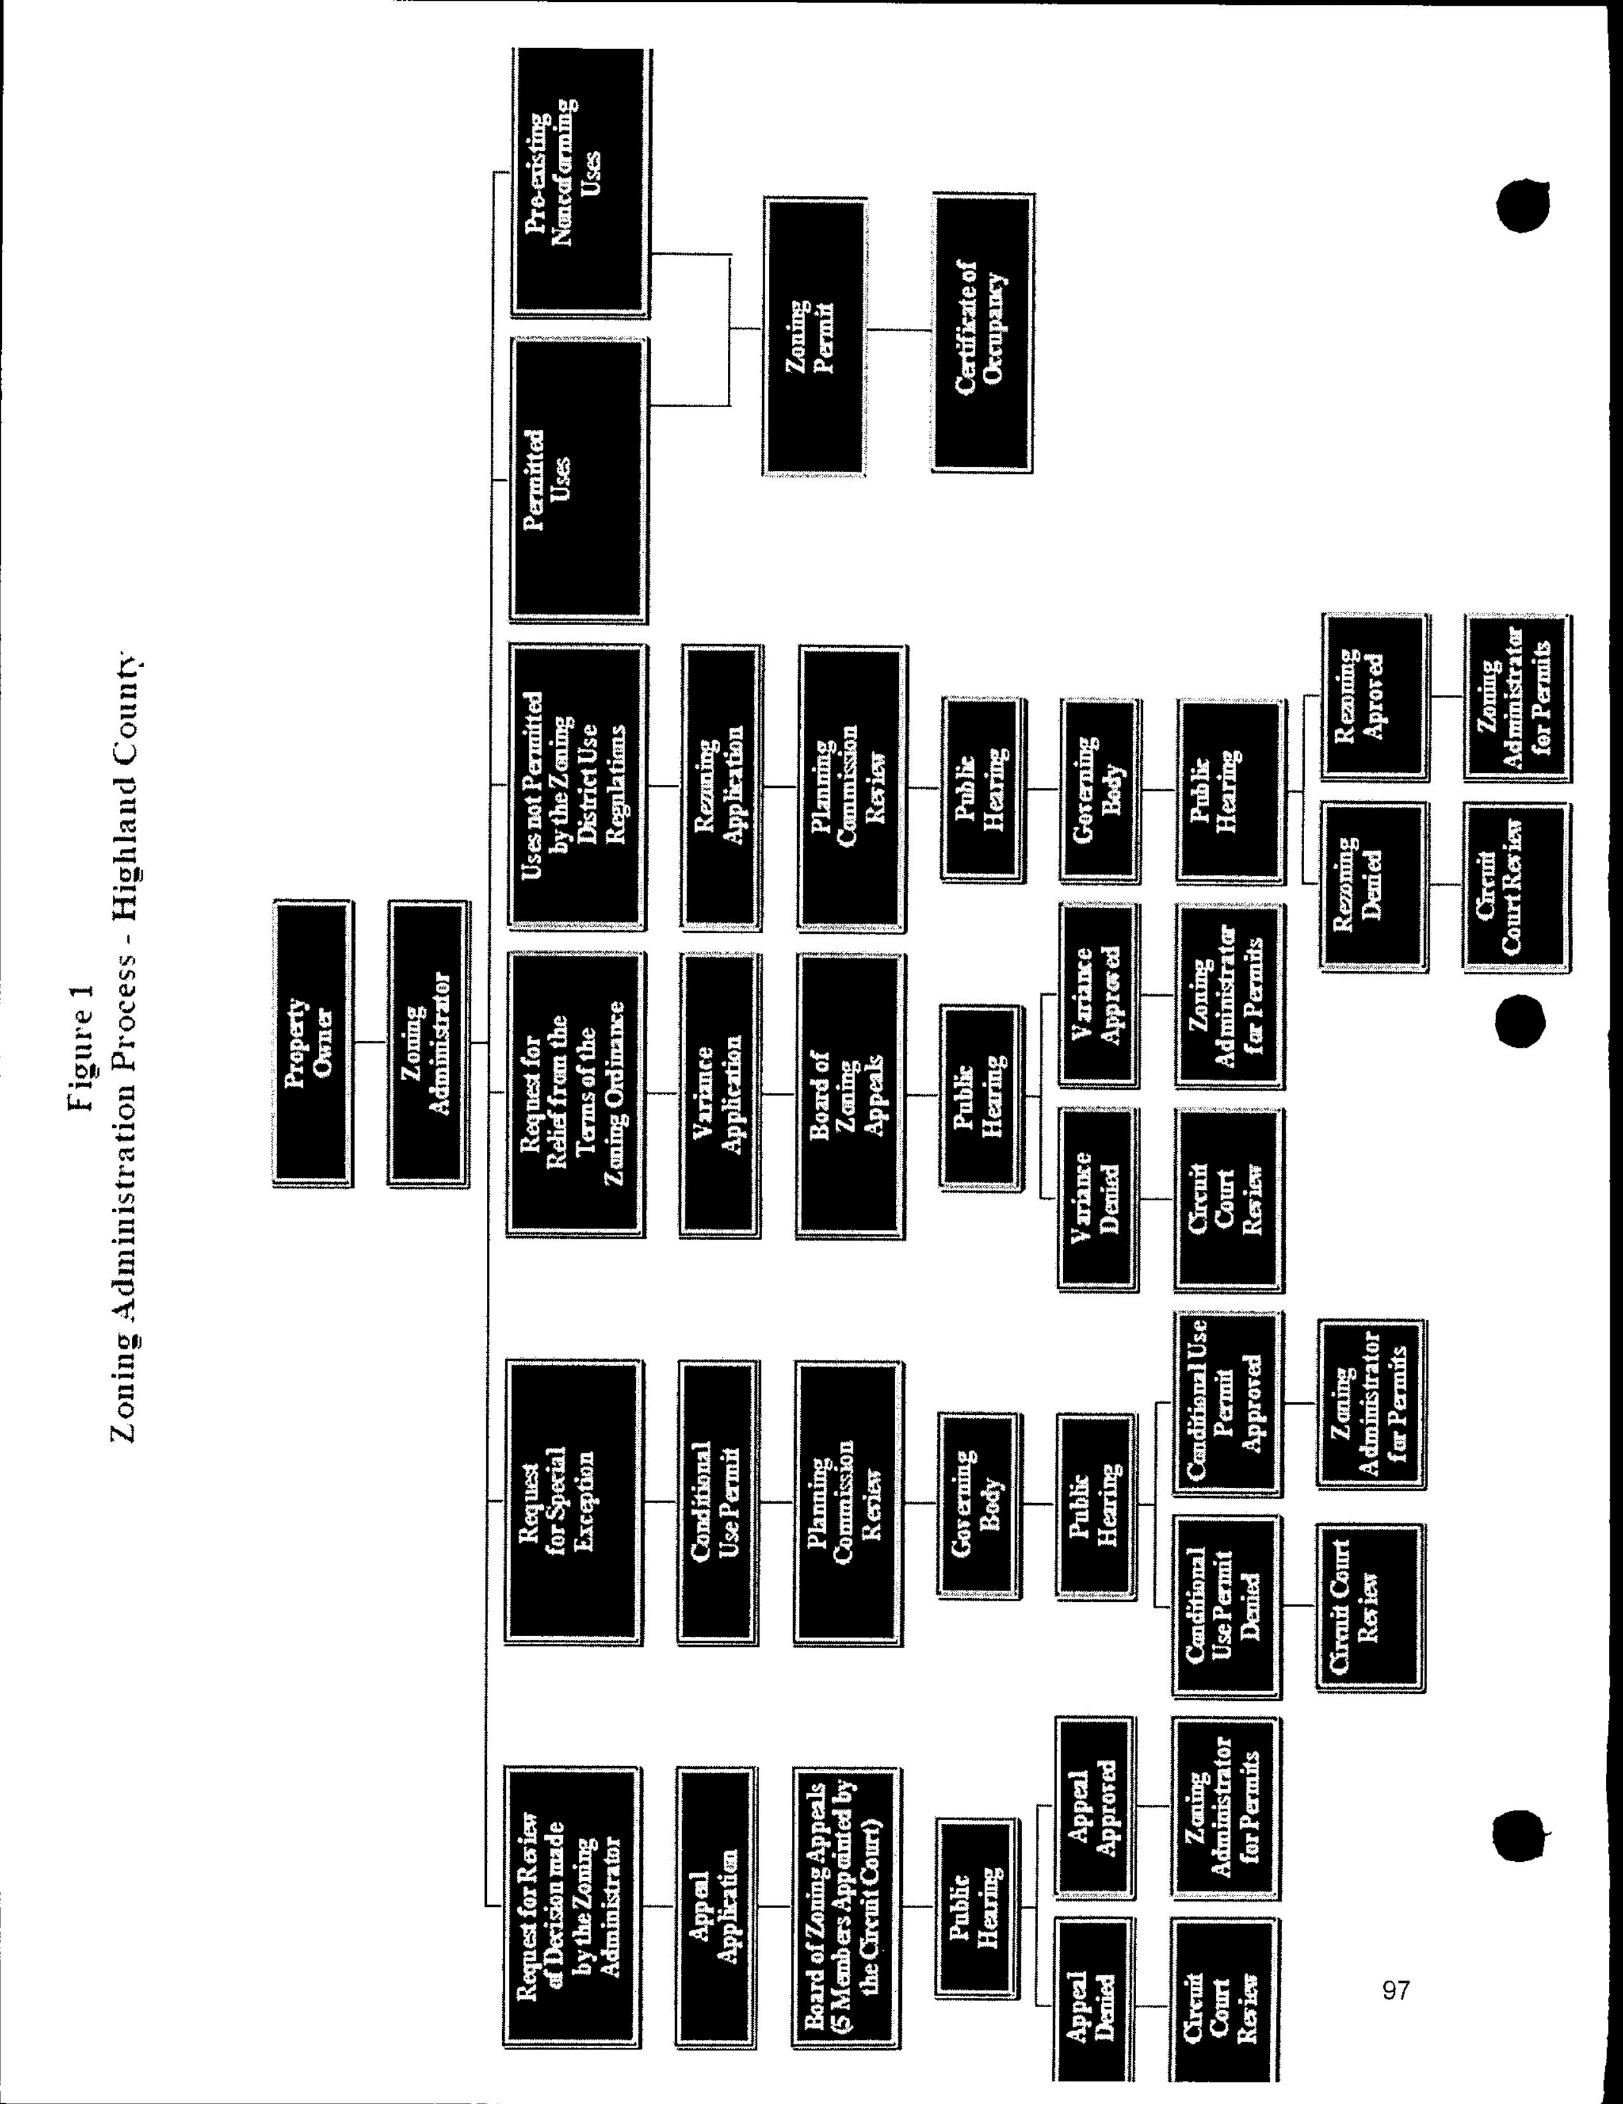 Figure 1
Zoning Administration Process - Highland County
Property
Owner
Zoning
Administrator
Request for Review
of Decision made
by the Zoning
Administrator
Appeal
Application
Board of Zoning Appeals
(5 Members Appointed by
the Circuit Court)
Public
Hearing
Appeal
Denied
Circuit
Court
Review
Appeal
Approved
Zoning
Administrator
for Permits
Request
for Special
Exception
Conditional
Use Permit
Planning
Commission
Review
Governing
Body
Public
Hearing
Conditional
Use Permit
Denied
Circuit Court
Review
Conditional Use
Permit
Approved
Zoning
Administrator
for Permits
Request for
Relief from the
Terms of the
Zoning Ordinance
Variance
Application
Board of
Zoning
Appeals
Public
Hearing
Variance
Denied
Circuit
Court
Review
Variance
Approved
Zoning
Administrator
for Permits
Uses not Permitted
by the Zoning
District Use
Regulations
Rezoning
Application
Planning
Commission
Review
Public
Hearing
Governing
Body
Public
Hearing
Rezoning
Denied
Circuit
Court Review
Rezoning
Aproved
Zoning
Administrator
for Permits
Permitted
Uses
Pre-existing
Nonconforming
Uses
Zoning
Permit
Certificate of
Occupancy
97